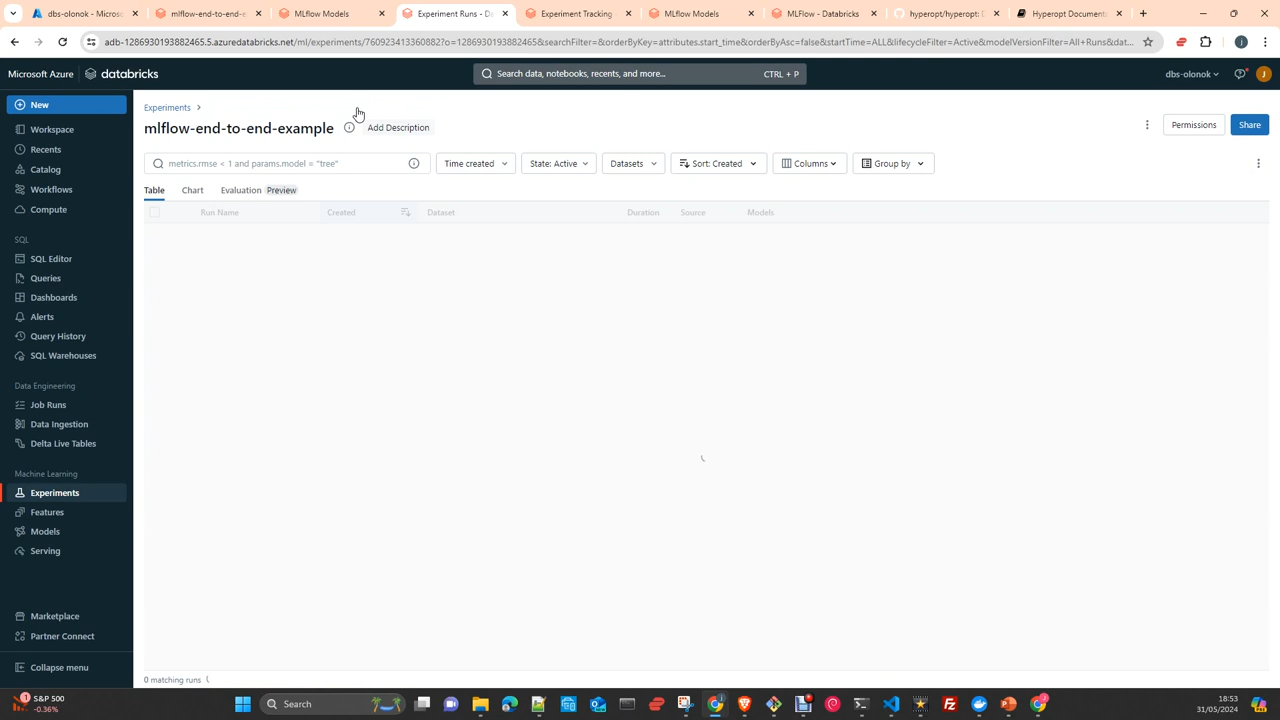 dbs-olonok - Micros
mlflow-end-to-end-e
MLflow Models
Experiment Runs - Da
Experiment Tracking
MLflow Models
MLflow - Databricks
hyperopt/hyperopt: D
Hyperopt Documenta
adb-1286930193882465.5.azuredatabricks.net/ml/experiments/760923413360882?o=1286930193882465&searchFilter=&orderByKey=attributes.start_time&orderByAsc=false&startTime=ALL&lifecycleFilter=Active&modelVersionFilter=All+Runs&dat...
Microsoft Azure
databricks
Search data, notebooks, recents, and more...
CTRL + P
dbs-olonok
J
New
Workspace
Recents
Catalog
Workflows
Compute
SQL
SQL Editor
Queries
Dashboards
Alerts
Query History
SQL Warehouses
Data Engineering
Job Runs
Data Ingestion
Delta Live Tables
Machine Learning
Experiments
Features
Models
Serving
Marketplace
Partner Connect
Collapse menu
Experiments >
mlflow-end-to-end-example
Add Description
Permissions
Share
metrics.rmse < 1 and params.model = "tree"
Time created
State: Active
Datasets
Sort: Created
Columns
Group by
Table
Chart
Evaluation Preview
Run Name
Created
Dataset
Duration
Source
Models
0 matching runs
S&P 500
-0.36%
Search
18:53
31/05/2024